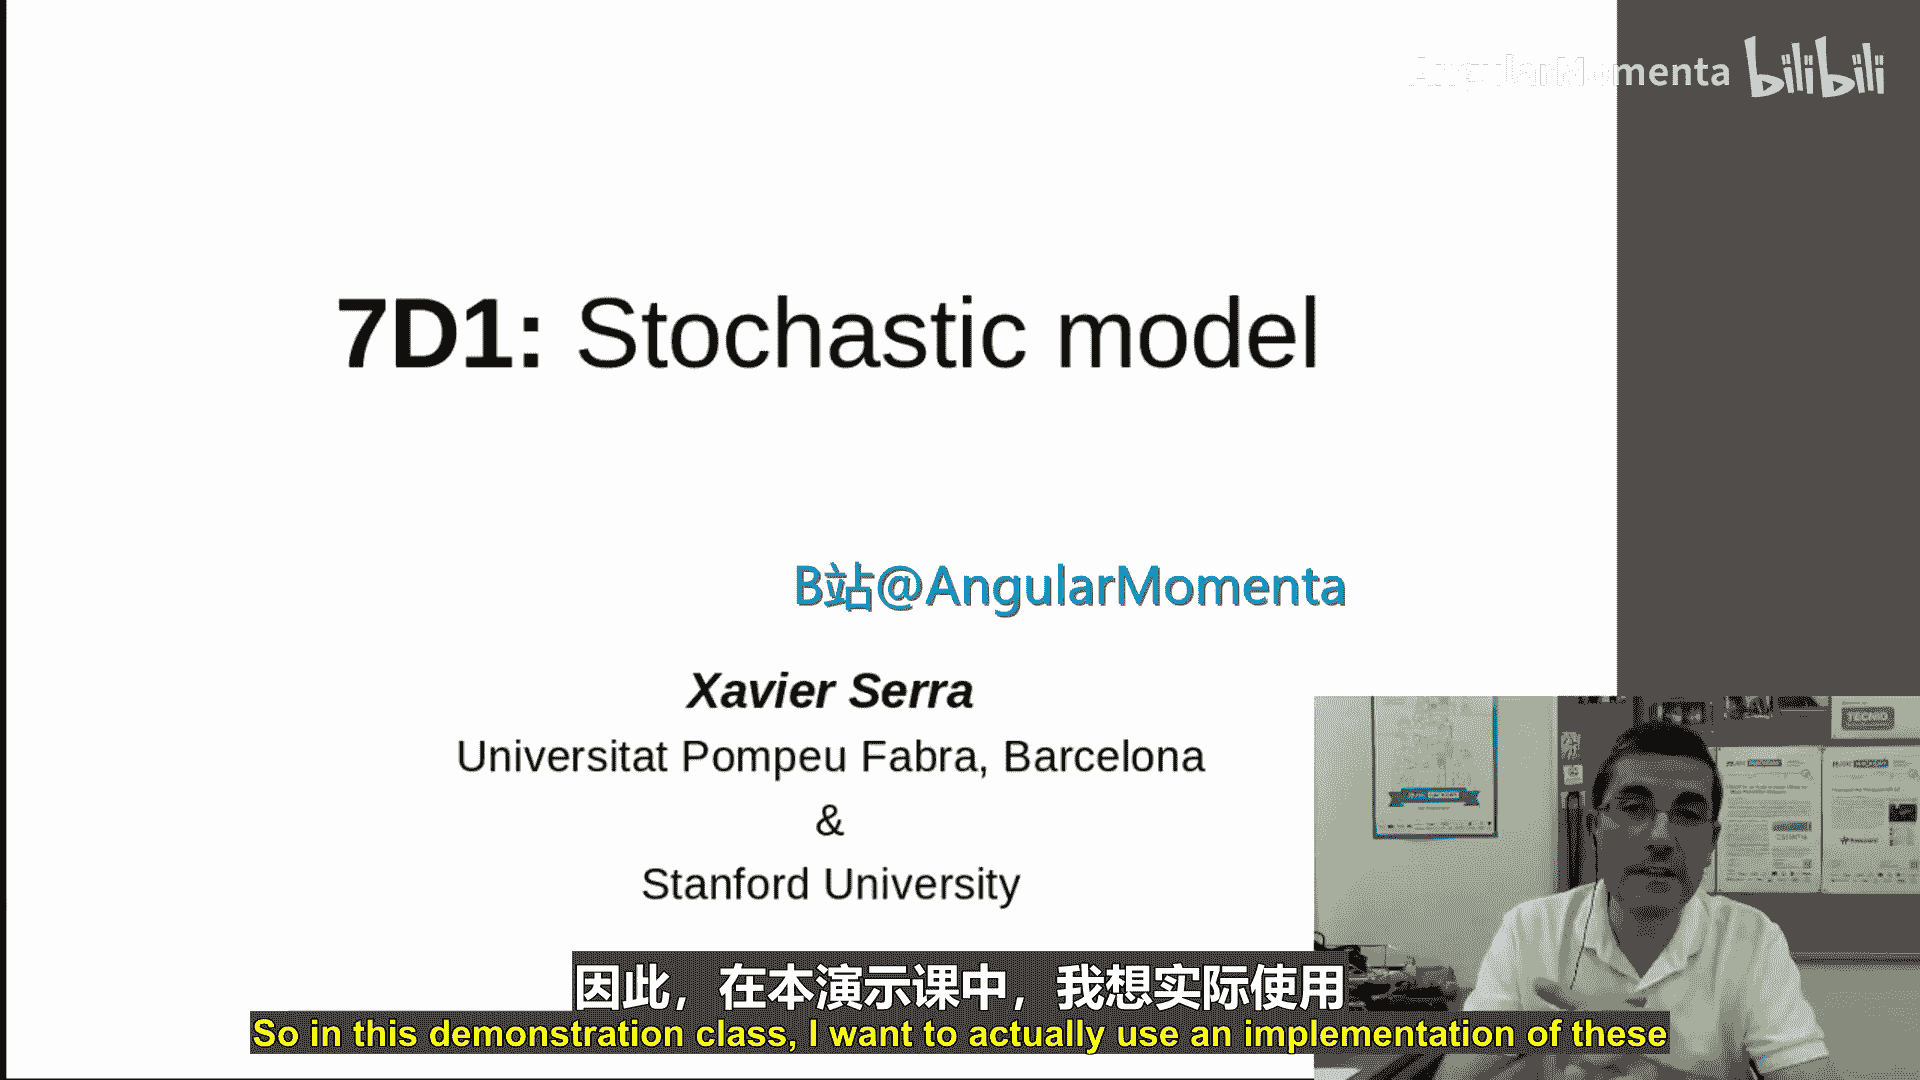 AngularMomenta bilibili
7D1: Stochastic model
B站@AngularMomenta
Xavier Serra
Universitat Pompeu Fabra, Barcelona
&
Stanford University
TECNIO
因此，在本演示课中，我想实际使用
So in this demonstration class, I want to actually use an implementation of these